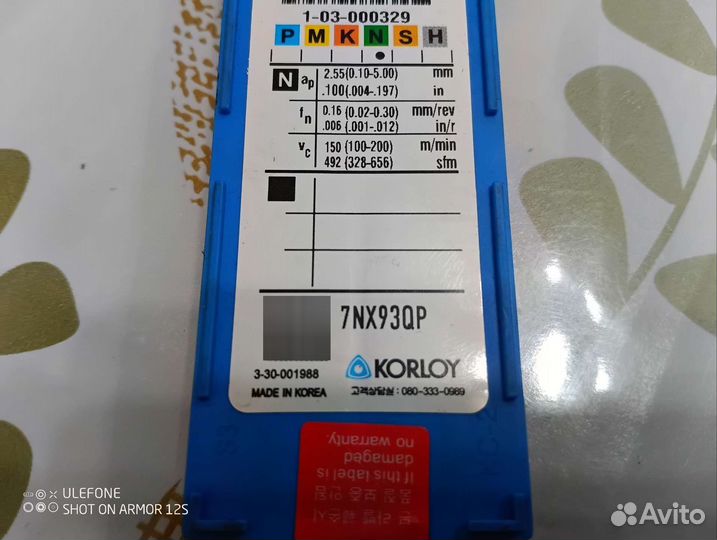 1-03-000329
P M K N S H
N ap 2.55(0.10-5.00) mm
.100(.004-.197) in
fn 0.16 (0.02-0.30) mm/rev
.006 (.001-.012) in/r
vc 150 (100-200) m/min
492 (328-656) sfm
7NX93QP
3-30-001988
KORLOY
MADE IN KOREA
고객상담실 : 080-333-0989
If this label is
damaged
no warranty.
ULEFONE
SHOT ON ARMOR 12S
Avito